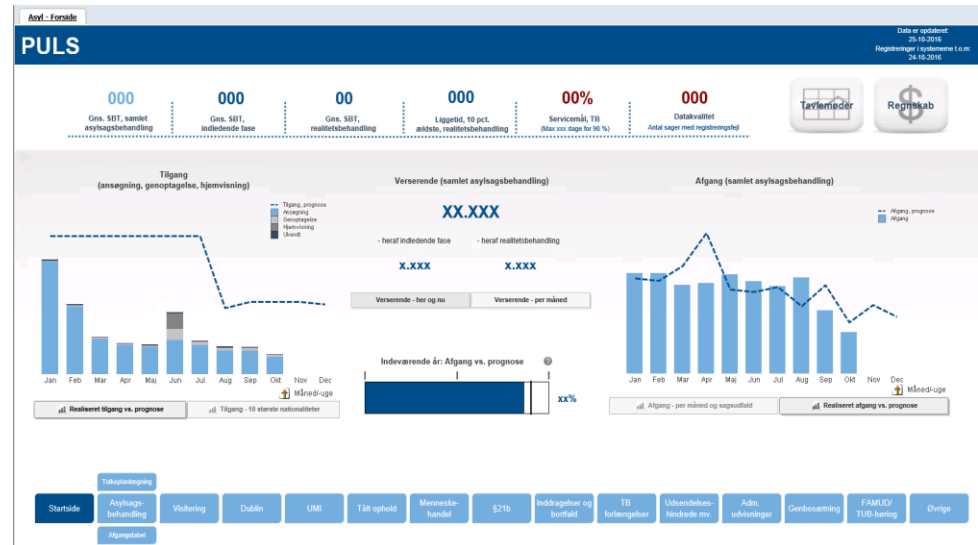 Asyl - Forside
PULS
Data er opdateret:
25-10-2016
Registreringer i systemerne t.o.m:
24-10-2016
000
Gns. SBT, samlet
asylsagsbehandling
000
Gns. SBT,
indledende fase
00
Gns. SBT,
realitetsbehandling
000
Liggetid, 10 pct.
ældste, realitetsbehandling
00%
Servicemål, TB
(Max xxx dage for 90 %)
000
Datakvalitet
Antal sager med registreringsfejl
Tavlemøder
Regnskab
Tilgang
(ansøgning, genoptagelse, hjemvisning)
Tilgang, prognose
Ansøgning
Genoptagelse
Hjemvisning
Ukendt
Jan Feb Mar Apr Maj Jun Jul Aug Sep Okt Nov Dec
Måned/-uge
Realiseret tilgang vs. prognose
Tilgang - 10 største nationaliteter
Verserende (samlet asylsagsbehandling)
XX.XXX
- heraf indledende fase
- heraf realitetsbehandling
x.xxx
x.xxx
Verserende - her og nu
Verserende - per måned
Indeværende år: Afgang vs. prognose
?
xx%
Afgang (samlet asylsagsbehandling)
Afgang, prognose
Afgang
Jan Feb Mar Apr Maj Jun Jul Aug Sep Okt Nov Dec
Måned/-uge
Afgang - per måned og sagsudfald
Realiseret afgang vs. prognose
Tolkeplanlægning
Startside
Asylsags-
behandling
Visitering
Dublin
UMI
Tålt ophold
Menneske-
handel
§21b
Inddragelser og
bortfald
TB
forlængelser
Udsendelses-
hindrede mv.
Adm.
udvisninger
Genbosætning
FAMUD/
TUB-høring
Øvrige
Afgangstabel